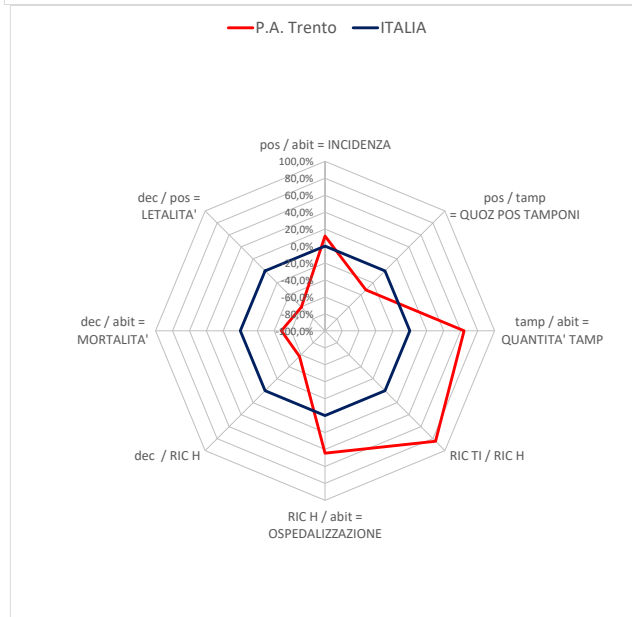 P.A. Trento ITALIA
pos / abit = INCIDENZA
100,0%
80,0%
60,0%
40,0%
20,0%
0,0%
-20,0%
-40,0%
-60,0%
-80,0%
-100,0%
pos / tamp
= QUOZ POS TAMPONI
tamp / abit =
QUANTITA' TAMP
RIC TI / RIC H
RIC H / abit =
OSPEDALIZZAZIONE
dec / RIC H
dec / abit =
MORTALITA'
dec / pos =
LETALITA'